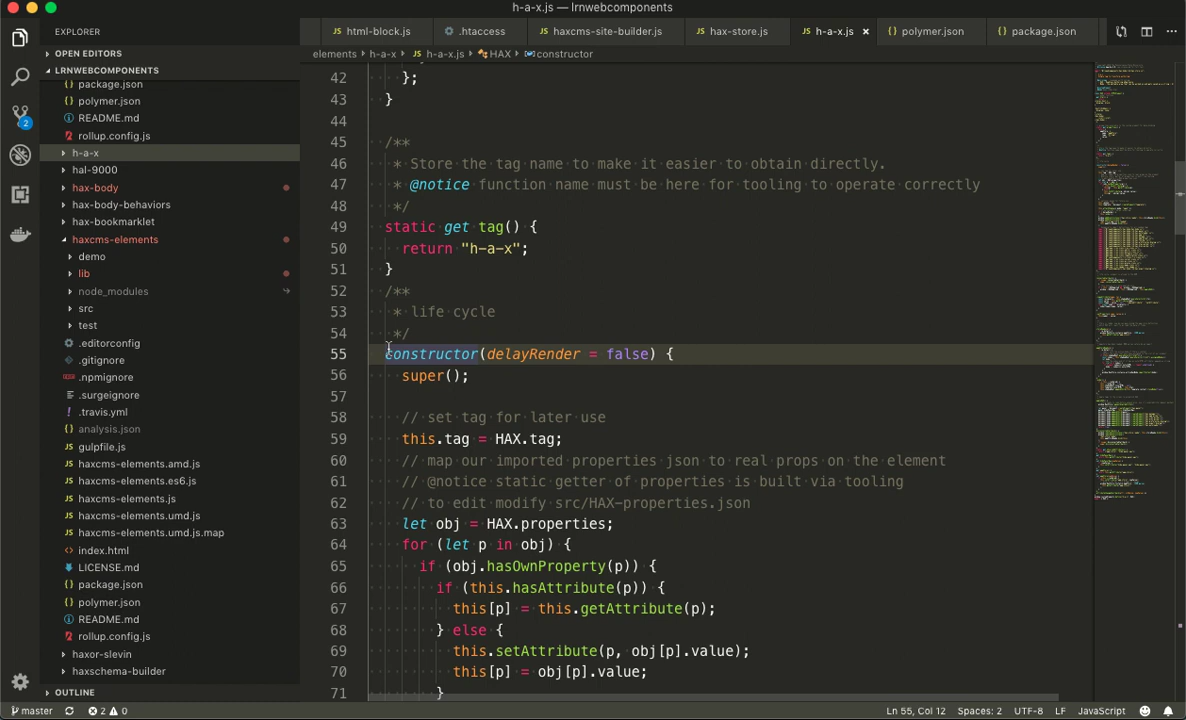 h-a-x.js — lrnwebcomponents
EXPLORER
OPEN EDITORS
LRNWEBCOMPONENTS
package.json
polymer.json
README.md
rollup.config.js
h-a-x
hal-9000
hax-body
hax-body-behaviors
hax-bookmarklet
haxcms-elements
demo
lib
node_modules
src
test
.editorconfig
.gitignore
.npmignore
.surgeignore
.travis.yml
analysis.json
gulpfile.js
haxcms-elements.amd.js
haxcms-elements.es6.js
haxcms-elements.js
haxcms-elements.umd.js
haxcms-elements.umd.js.map
index.html
LICENSE.md
package.json
polymer.json
README.md
rollup.config.js
haxor-slevin
haxschema-builder
OUTLINE
html-block.js .htaccess haxcms-site-builder.js hax-store.js h-a-x.js polymer.json package.json
elements › h-a-x › h-a-x.js › HAX › constructor
42 };
43 }
44
45 /**
46 * Store the tag name to make it easier to obtain directly.
47 * @notice function name must be here for tooling to operate correctly
48 */
49 static get tag() {
50 return "h-a-x";
51 }
52 /**
53 * life cycle
54 */
55 constructor(delayRender = false) {
56 super();
57
58 // set tag for later use
59 this.tag = HAX.tag;
60 // map our imported properties json to real props on the element
61 // @notice static getter of properties is built via tooling
62 // to edit modify src/HAX-properties.json
63 let obj = HAX.properties;
64 for (let p in obj) {
65 if (obj.hasOwnProperty(p)) {
66 if (this.hasAttribute(p)) {
67 this[p] = this.getAttribute(p);
68 } else {
69 this.setAttribute(p, obj[p].value);
70 this[p] = obj[p].value;
71 }
2
master 2 0 Ln 55, Col 12 Spaces: 2 UTF-8 LF JavaScript